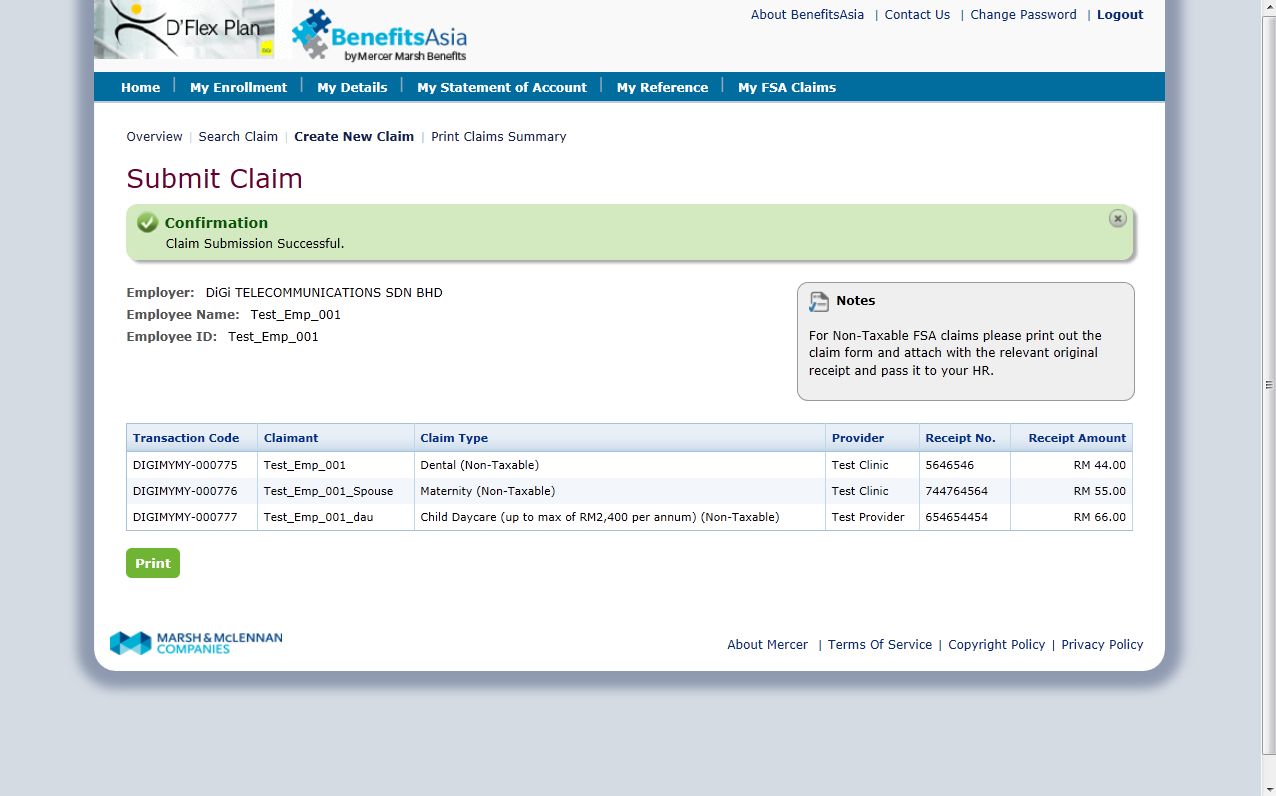 D'Flex Plan
DiGi
BenefitsAsia
by Mercer Marsh Benefits
About BenefitsAsia | Contact Us | Change Password | Logout
Home | My Enrollment | My Details | My Statement of Account | My Reference | My FSA Claims
Overview | Search Claim | Create New Claim | Print Claims Summary
Submit Claim
Confirmation
Claim Submission Successful.
Employer: DiGi TELECOMMUNICATIONS SDN BHD
Employee Name: Test_Emp_001
Employee ID: Test_Emp_001
Notes
For Non-Taxable FSA claims please print out the
claim form and attach with the relevant original
receipt and pass it to your HR.
Transaction Code Claimant Claim Type Provider Receipt No. Receipt Amount
DIGIMYMY-000775 Test_Emp_001 Dental (Non-Taxable) Test Clinic 5646546 RM 44.00
DIGIMYMY-000776 Test_Emp_001_Spouse Maternity (Non-Taxable) Test Clinic 744764564 RM 55.00
DIGIMYMY-000777 Test_Emp_001_dau Child Daycare (up to max of RM2,400 per annum) (Non-Taxable) Test Provider 654654454 RM 66.00
Print
MARSH & McLENNAN
COMPANIES
About Mercer | Terms Of Service | Copyright Policy | Privacy Policy